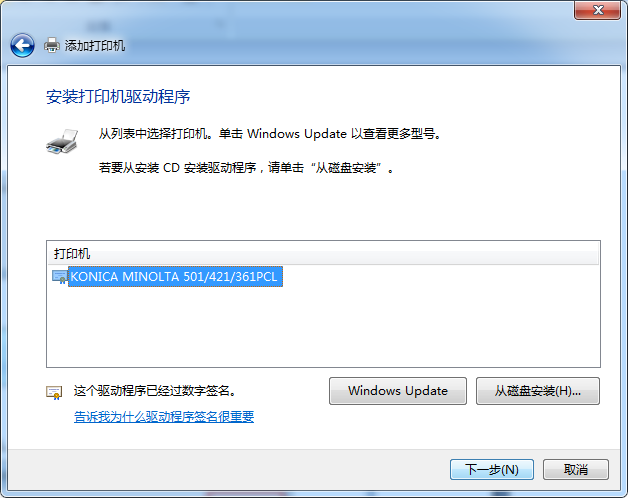 添加打印机
安装打印机驱动程序
从列表中选择打印机。单击 Windows Update 以查看更多型号。
若要从安装 CD 安装驱动程序，请单击“从磁盘安装”。
打印机
KONICA MINOLTA 501/421/361PCL
这个驱动程序已经过数字签名。
告诉我为什么驱动程序签名很重要
Windows Update
从磁盘安装(H)...
下一步(N)
取消